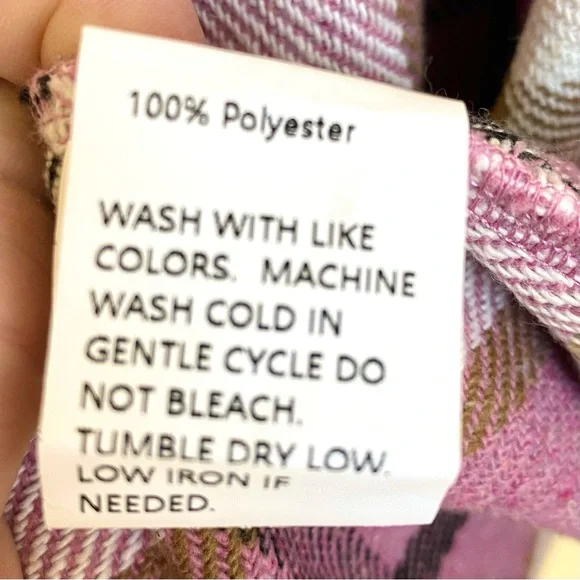 100% Polyester
WASH WITH LIKE
COLORS. MACHINE
WASH COLD IN
GENTLE CYCLE DO
NOT BLEACH.
TUMBLE DRY LOW.
LOW IRON IF
NEEDED.